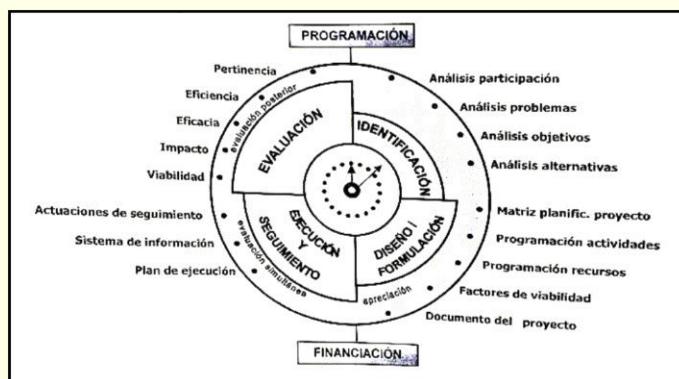 PROGRAMACIÓN
Pertinencia
Eficiencia
Eficacia
Impacto
Viabilidad
Actuaciones de seguimiento
Sistema de información
Plan de ejecución
Análisis participación
Análisis problemas
Análisis objetivos
Análisis alternativas
Matriz planific. proyecto
Programación actividades
Programación recursos
Factores de viabilidad
Documento del proyecto
evaluación posterior
EVALUACIÓN
IDENTIFICACIÓN
EJECUCIÓN
Y
SEGUIMIENTO
evaluación simultánea
DISEÑO /
FORMULACIÓN
apreciación
FINANCIACIÓN